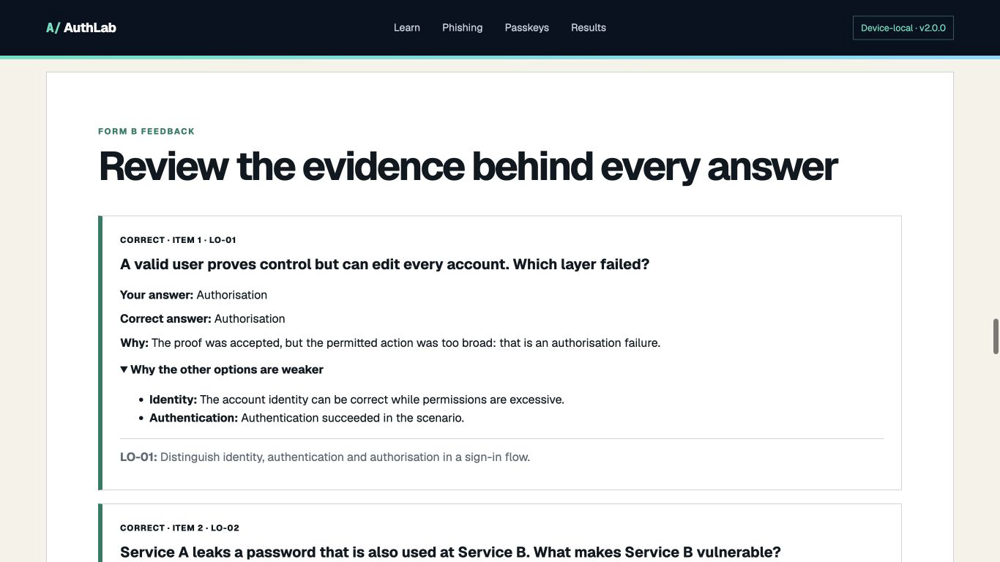 A/ AuthLab
Learn
Phishing
Passkeys
Results
Device-local · v2.0.0
FORM B FEEDBACK
Review the evidence behind every answer
CORRECT · ITEM 1 · LO-01
A valid user proves control but can edit every account. Which layer failed?
Your answer: Authorisation
Correct answer: Authorisation
Why: The proof was accepted, but the permitted action was too broad: that is an authorisation failure.
▼ Why the other options are weaker
• Identity: The account identity can be correct while permissions are excessive.
• Authentication: Authentication succeeded in the scenario.
LO-01: Distinguish identity, authentication and authorisation in a sign-in flow.
CORRECT · ITEM 2 · LO-02
Service A leaks a password that is also used at Service B. What makes Service B vulnerable?